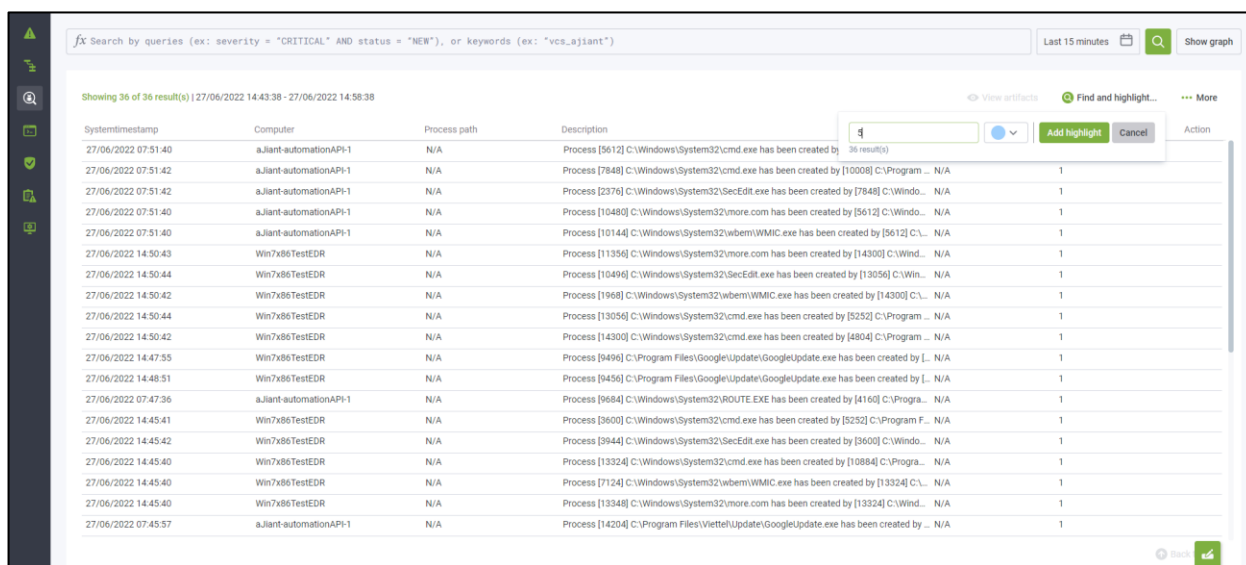 fx Search by queries (ex: severity = "CRITICAL" AND status = "NEW"), or keywords (ex: "vcs_ajiant") Last 15 minutes Show graph
Showing 36 of 36 result(s) | 27/06/2022 14:43:38 - 27/06/2022 14:58:38 View artifacts Find and highlight... ••• More
Systemtimestamp Computer Process path Description Action
5 Add highlight Cancel
36 result(s)
27/06/2022 07:51:40 aJiant-automationAPI-1 N/A Process [5612] C:\Windows\System32\cmd.exe has been created by
27/06/2022 07:51:42 aJiant-automationAPI-1 N/A Process [7848] C:\Windows\System32\cmd.exe has been created by [10008] C:\Program ... N/A 1
27/06/2022 07:51:42 aJiant-automationAPI-1 N/A Process [2376] C:\Windows\System32\SecEdit.exe has been created by [7848] C:\Windo... N/A 1
27/06/2022 07:51:40 aJiant-automationAPI-1 N/A Process [10480] C:\Windows\System32\more.com has been created by [5612] C:\Windo... N/A 1
27/06/2022 07:51:40 aJiant-automationAPI-1 N/A Process [10144] C:\Windows\System32\wbem\WMIC.exe has been created by [5612] C:\... N/A 1
27/06/2022 14:50:43 Win7x86TestEDR N/A Process [11356] C:\Windows\System32\more.com has been created by [14300] C:\Wind... N/A 1
27/06/2022 14:50:44 Win7x86TestEDR N/A Process [10496] C:\Windows\System32\SecEdit.exe has been created by [13056] C:\Win... N/A 1
27/06/2022 14:50:42 Win7x86TestEDR N/A Process [1968] C:\Windows\System32\wbem\WMIC.exe has been created by [14300] C:\... N/A 1
27/06/2022 14:50:44 Win7x86TestEDR N/A Process [13056] C:\Windows\System32\cmd.exe has been created by [5252] C:\Program ... N/A 1
27/06/2022 14:50:42 Win7x86TestEDR N/A Process [14300] C:\Windows\System32\cmd.exe has been created by [4804] C:\Program ... N/A 1
27/06/2022 14:47:55 Win7x86TestEDR N/A Process [9496] C:\Program Files\Google\Update\GoogleUpdate.exe has been created by [... N/A 1
27/06/2022 14:48:51 Win7x86TestEDR N/A Process [9456] C:\Program Files\Google\Update\GoogleUpdate.exe has been created by [... N/A 1
27/06/2022 07:47:36 aJiant-automationAPI-1 N/A Process [9684] C:\Windows\System32\ROUTE.EXE has been created by [4160] C:\Progra... N/A 1
27/06/2022 14:45:41 Win7x86TestEDR N/A Process [3600] C:\Windows\System32\cmd.exe has been created by [5252] C:\Program F... N/A 1
27/06/2022 14:45:42 Win7x86TestEDR N/A Process [3944] C:\Windows\System32\SecEdit.exe has been created by [3600] C:\Windo... N/A 1
27/06/2022 14:45:40 Win7x86TestEDR N/A Process [13324] C:\Windows\System32\cmd.exe has been created by [10884] C:\Progra... N/A 1
27/06/2022 14:45:40 Win7x86TestEDR N/A Process [7124] C:\Windows\System32\wbem\WMIC.exe has been created by [13324] C:\... N/A 1
27/06/2022 14:45:40 Win7x86TestEDR N/A Process [13348] C:\Windows\System32\more.com has been created by [13324] C:\Wind... N/A 1
27/06/2022 07:45:57 aJiant-automationAPI-1 N/A Process [14204] C:\Program Files\Viettel\Update\GoogleUpdate.exe has been created by ... N/A 1
Back